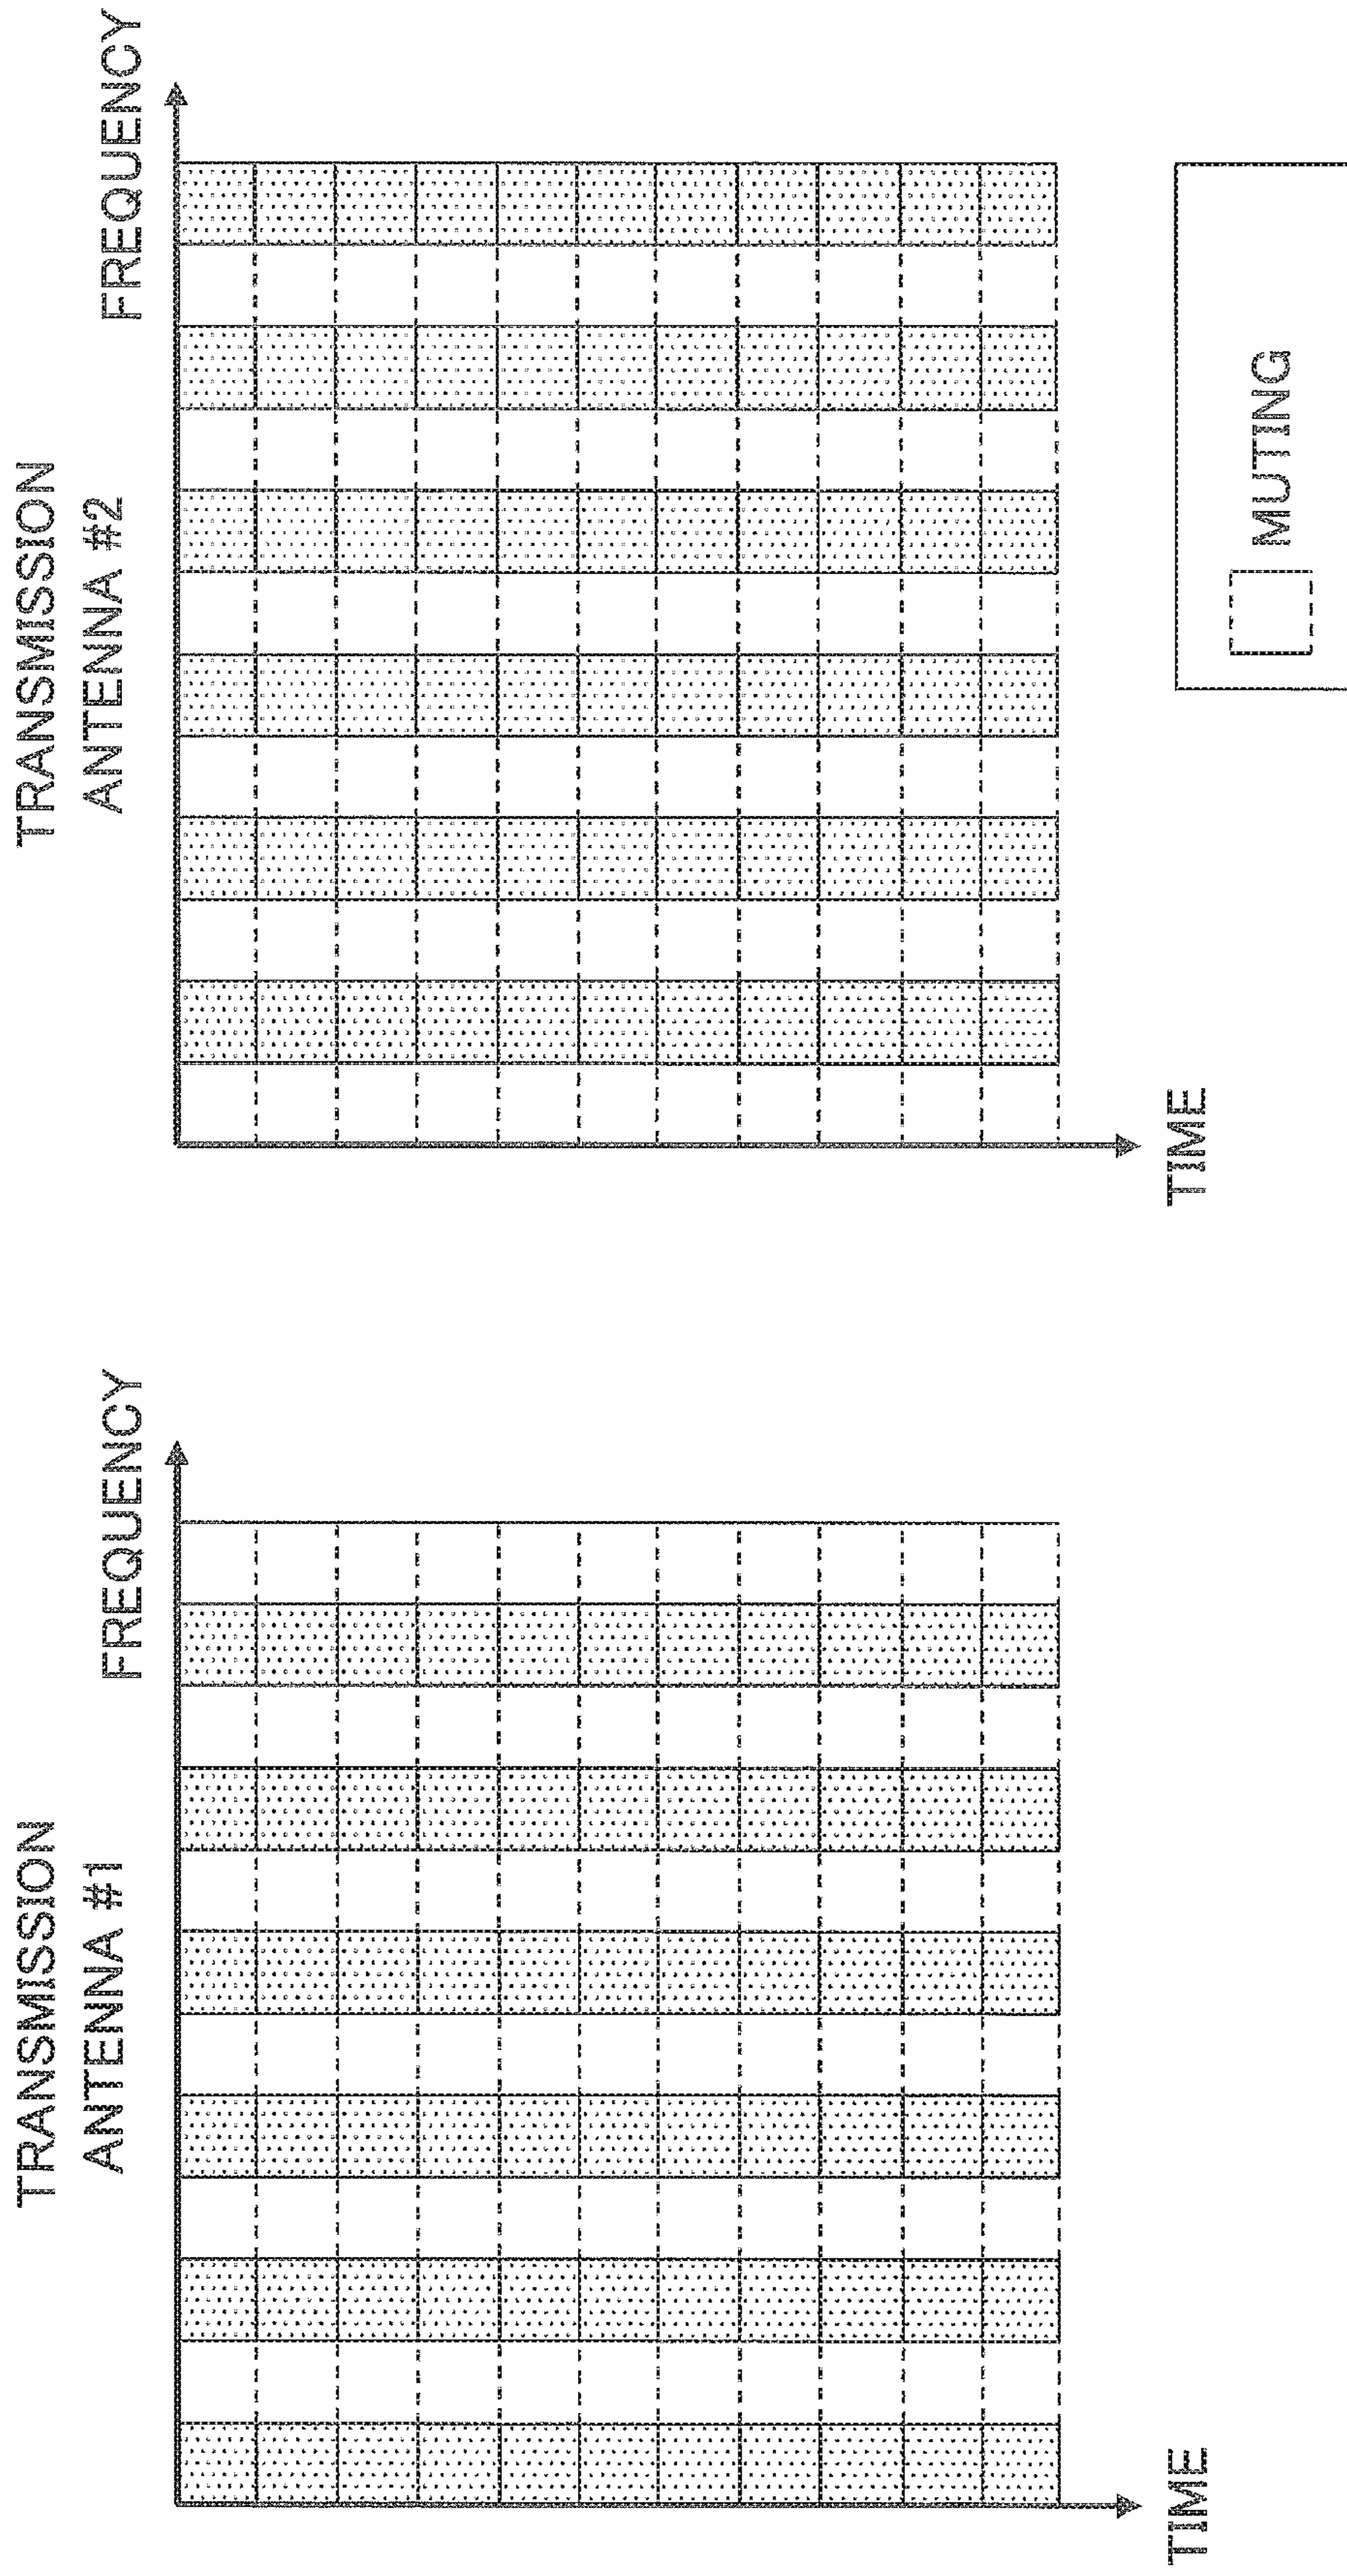 TRANSMISSION
ANTENNA #1
FREQUENCY
TIME
TRANSMISSION
ANTENNA #2
FREQUENCY
TIME
MUTING